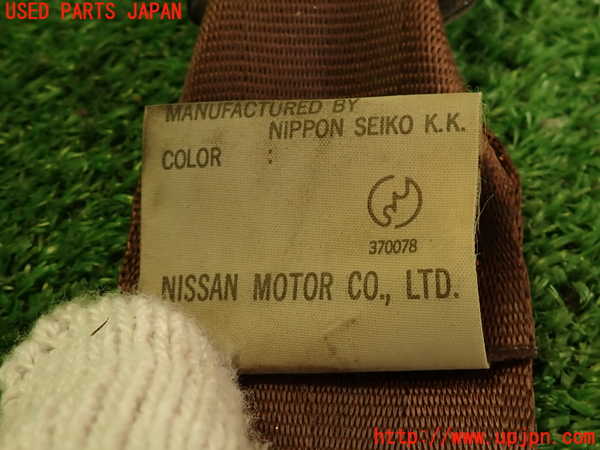 USED PARTS JAPAN
MANUFACTURED BY
NIPPON SEIKO K.K.
COLOR :
370078
NISSAN MOTOR CO., LTD.
http://www.upjpn.com